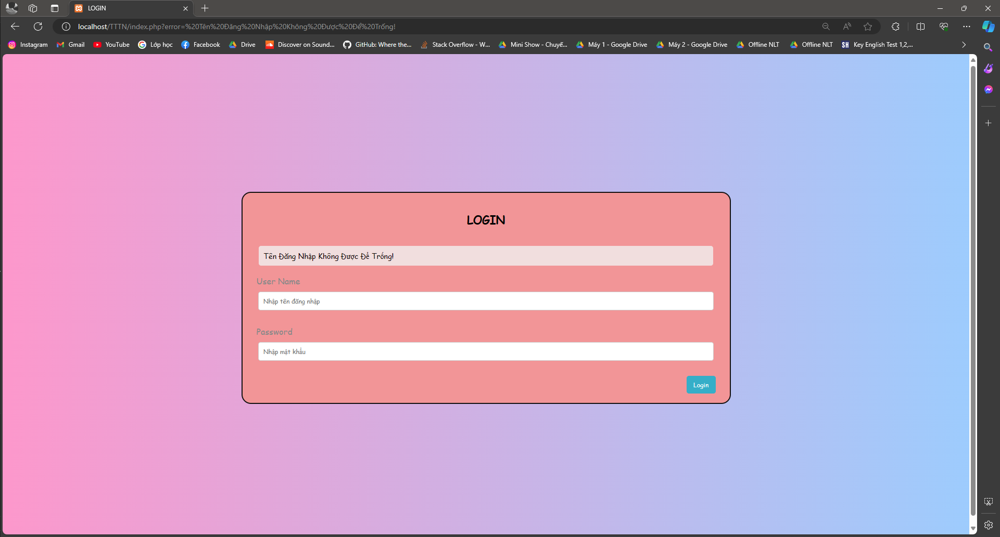 LOGIN
localhost/TTTN/index.php?error=%20Tên%20Đăng%20Nhập%20Không%20Được%20Để%20Trống!
Instagram Gmail YouTube Lớp học Facebook Drive Discover on Sound... GitHub: Where the... Stack Overflow - W... Mini Show - Chuyế... Máy 1 - Google Drive Máy 2 - Google Drive Offline NLT Offline NLT SH Key English Test 1,2,...
LOGIN
Tên Đăng Nhập Không Được Để Trống!
User Name
Nhập tên đăng nhập
Password
Nhập mật khẩu
Login